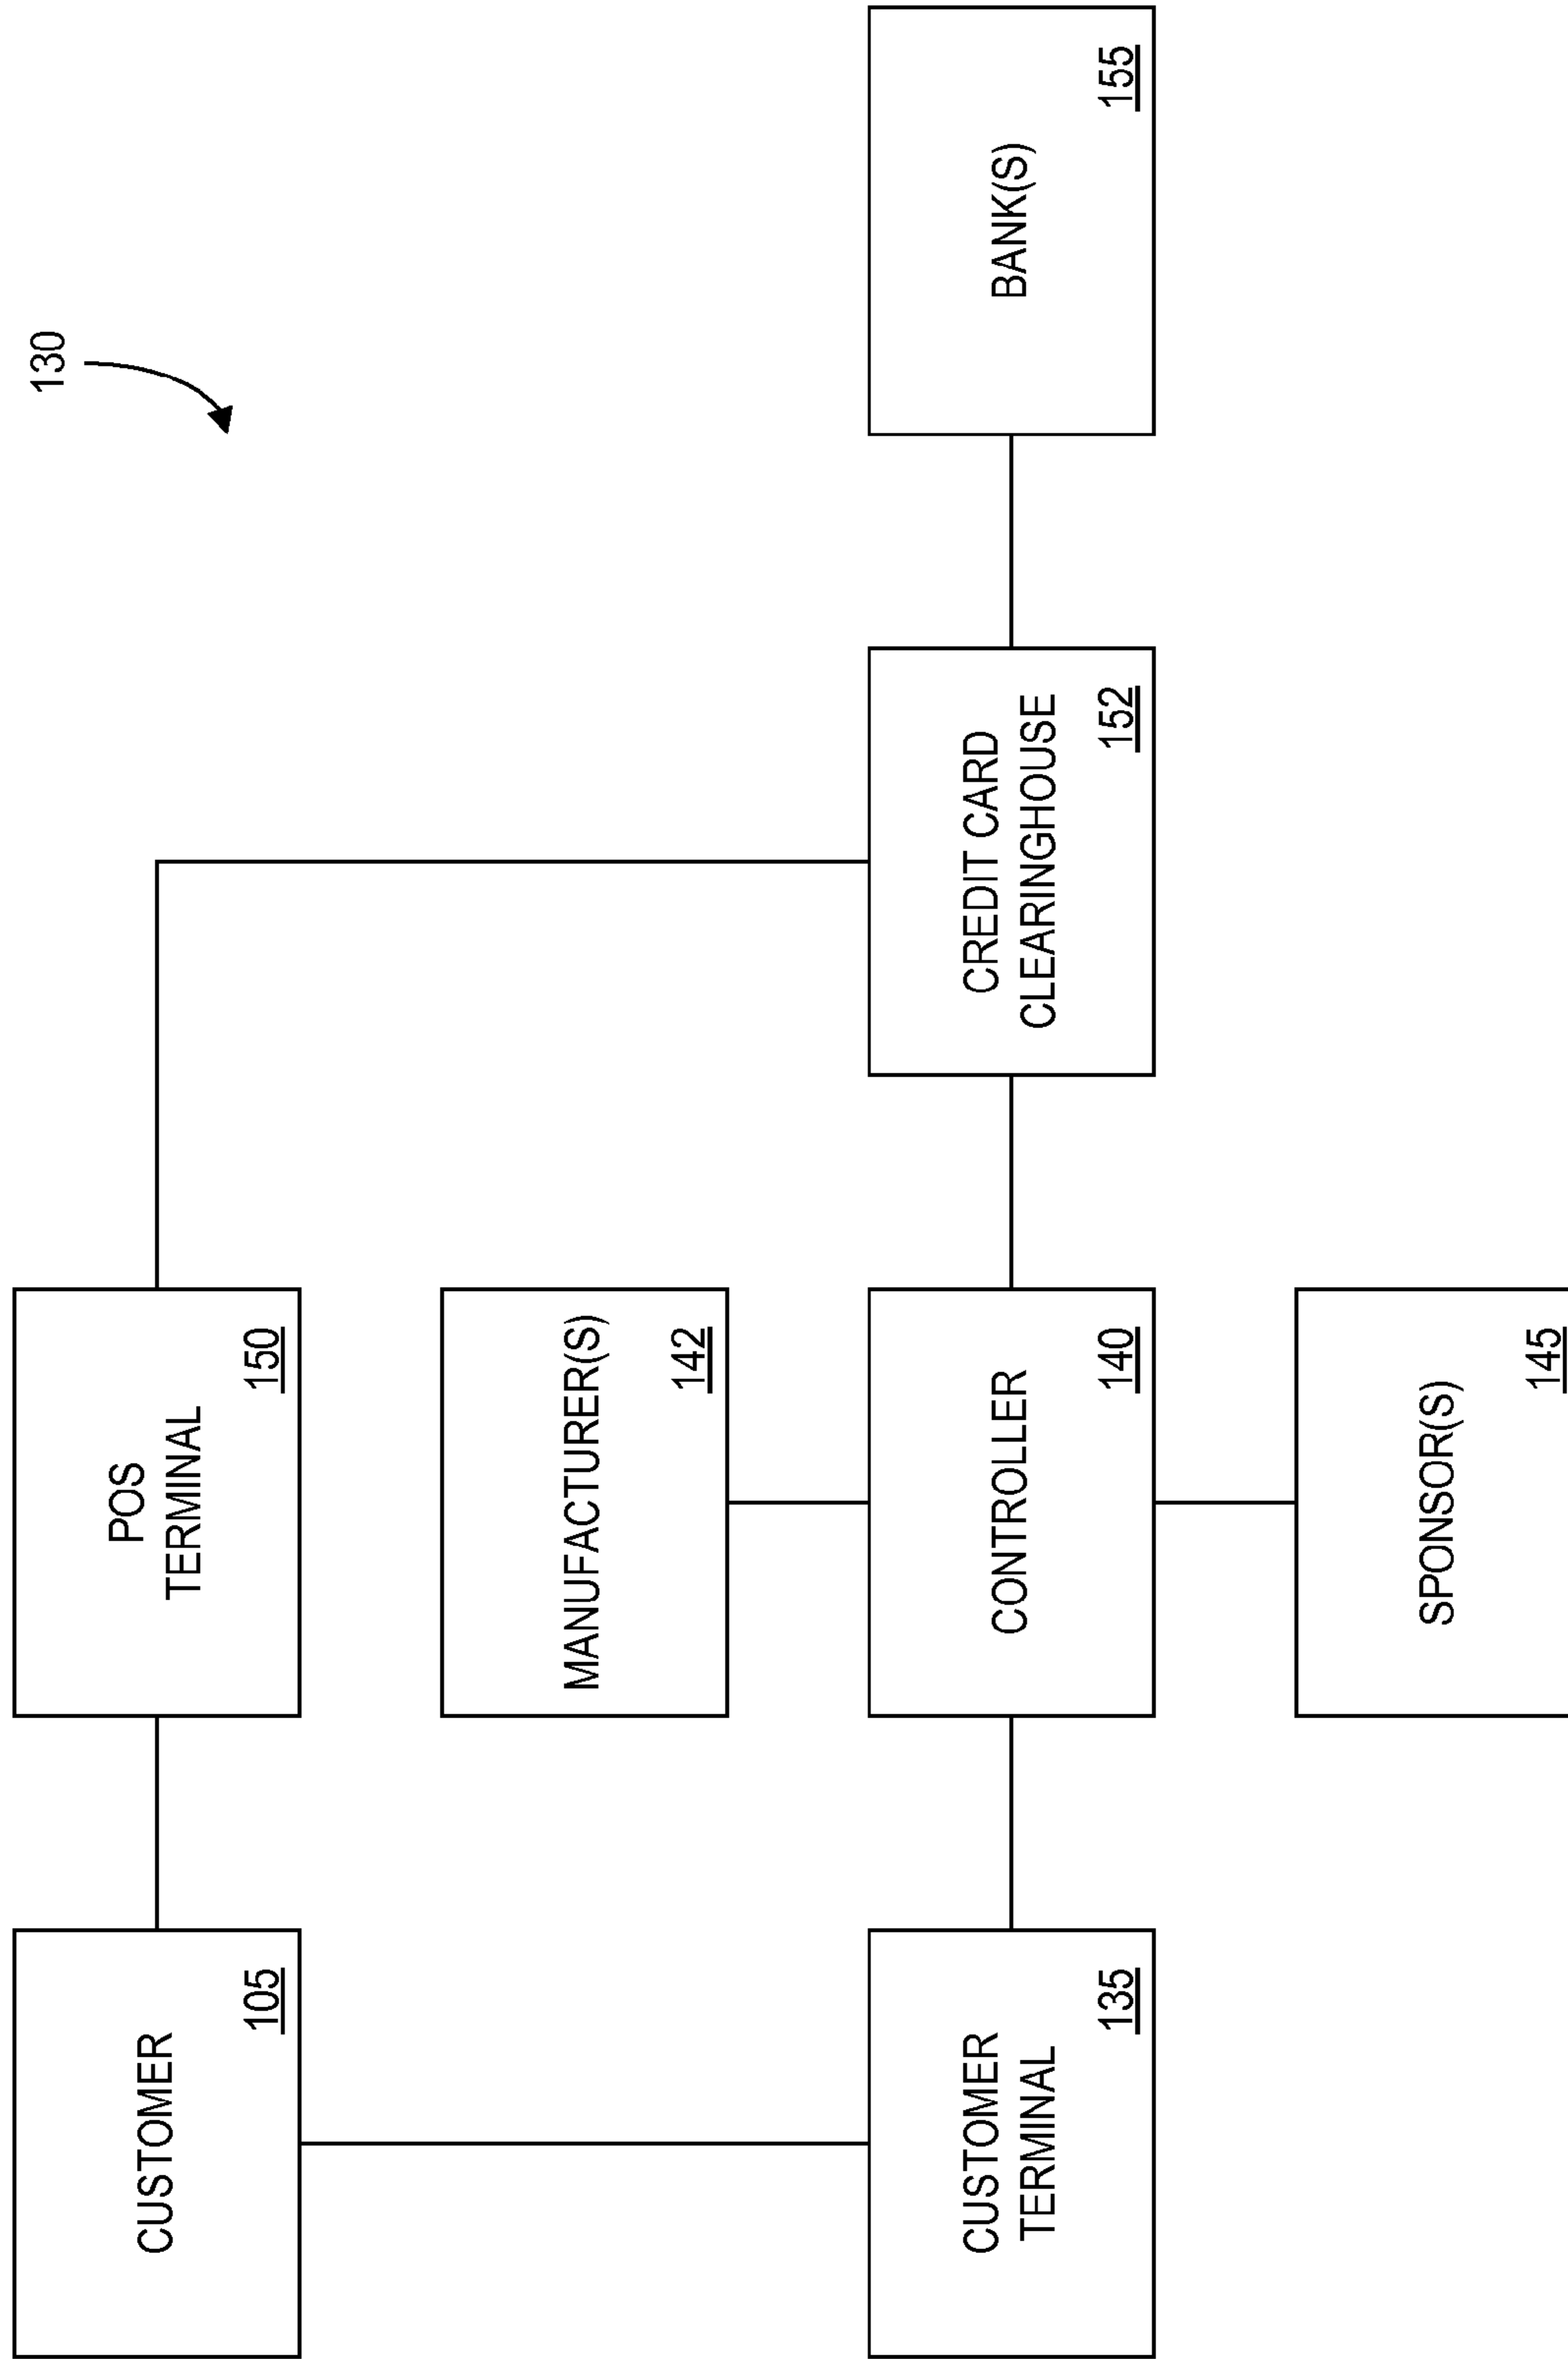 130
CUSTOMER
105
POS
TERMINAL
150
MANUFACTURER(S)
142
CUSTOMER
TERMINAL
135
CONTROLLER
140
CREDIT CARD
CLEARINGHOUSE
152
BANK(S)
155
SPONSOR(S)
145